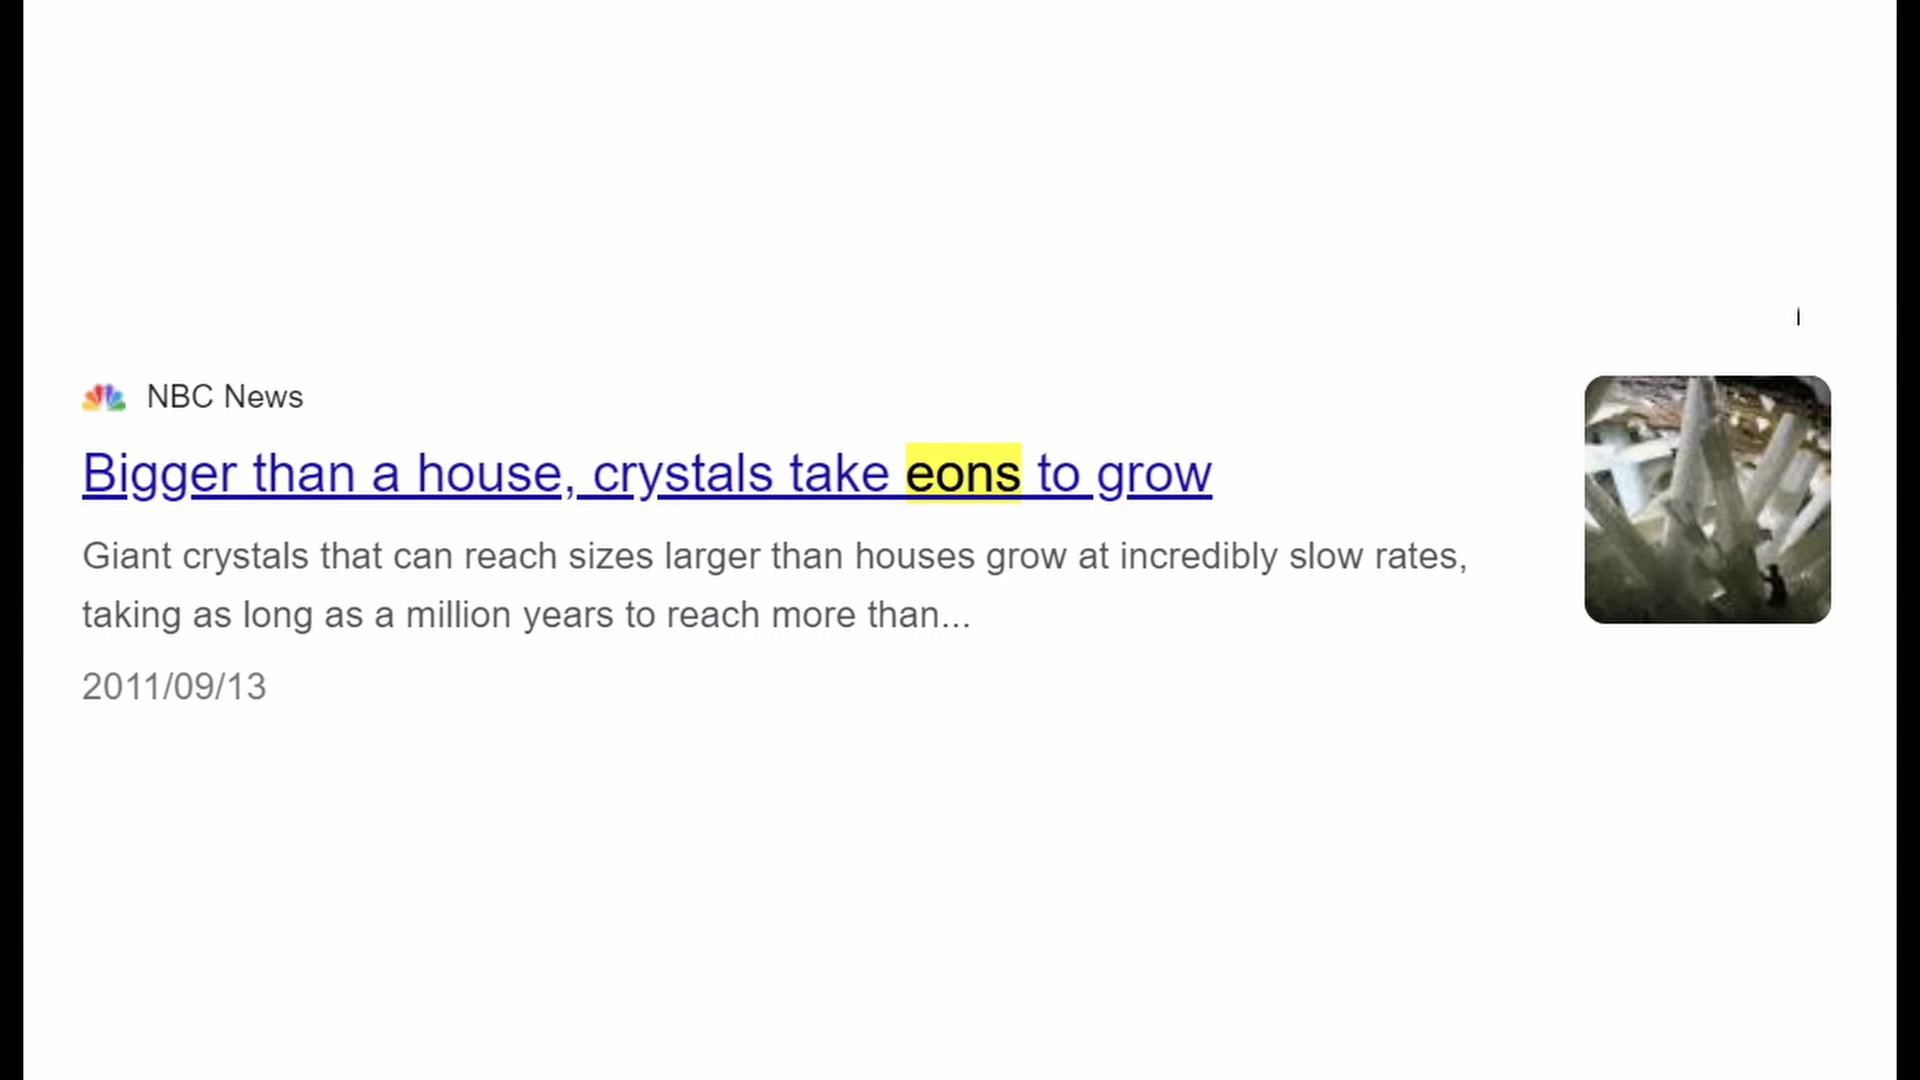 NBC News
Bigger than a house, crystals take eons to grow
Giant crystals that can reach sizes larger than houses grow at incredibly slow rates,
taking as long as a million years to reach more than...
2011/09/13